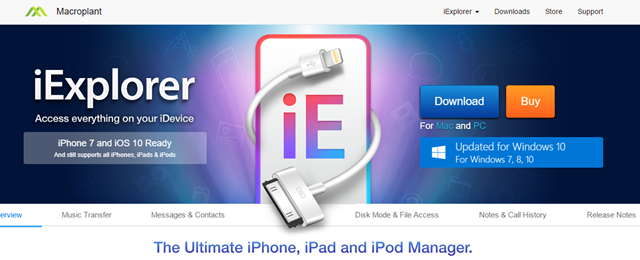 Macroplant
iExplorer
Downloads
Store
Support
iExplorer
Access everything on your iDevice
iPhone 7 and iOS 10 Ready
And still supports all iPhones, iPads & iPods
iE
Download
Buy
For Mac and PC
Updated for Windows 10
For Windows 7, 8, 10
erview
Music Transfer
Messages & Contacts
Disk Mode & File Access
Notes & Call History
Release Notes
The Ultimate iPhone, iPad and iPod Manager.